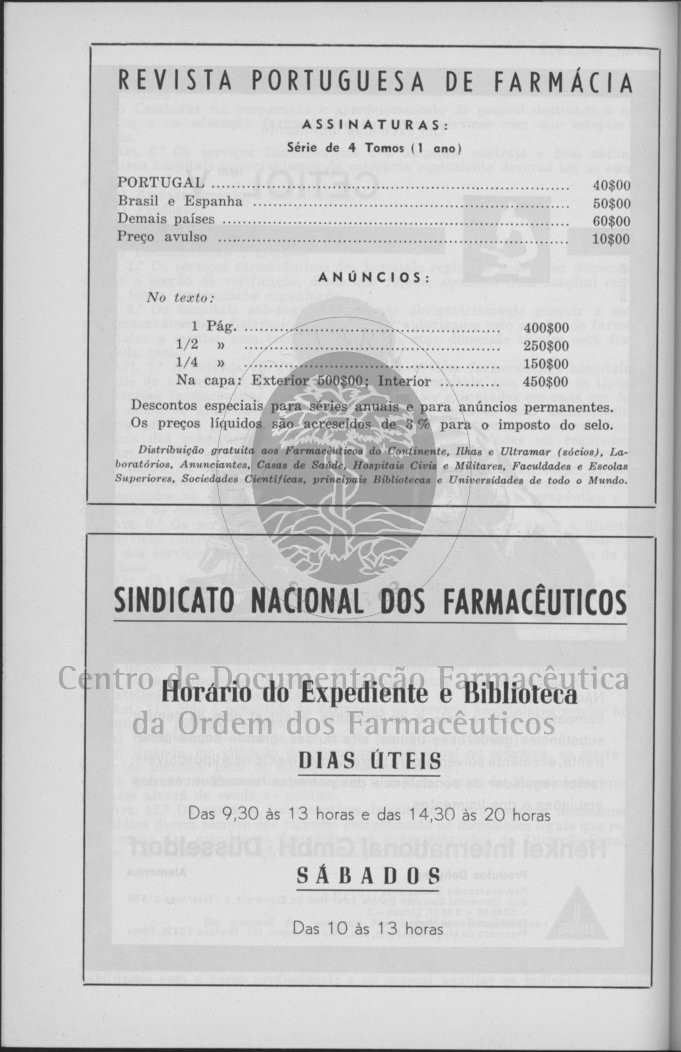 REVISTA PORTUGUESA DE FARMÁCIA
ASSINATURAS:
Série de 4 Tomos (1 ano)
PORTUGAL ........ 40$00
Brasil e Espanha ........ 50$00
Demais países ........ 60$00
Preço avulso ........ 10$00
ANÚNCIOS:
No texto:
1 Pág. ........ 400$00
1/2 » ........ 250$00
1/4 » ........ 150$00
Na capa: Exterior 500$00; Interior ........ 450$00
Descontos especiais para séries anuais e para anúncios permanentes.
Os preços líquidos são acrescidos de 3 % para o imposto do selo.
Distribuição gratuita aos Farmacêuticos do Continente, Ilhas e Ultramar (sócios), La-
boratórios, Anunciantes, Casas de Saúde, Hospitais Civis e Militares, Faculdades e Escolas
Superiores, Sociedades Científicas, principais Bibliotecas e Universidades de todo o Mundo.
SINDICATO NACIONAL DOS FARMACÊUTICOS
Centro de Documentação Farmacêutica
Horário do Expediente e Biblioteca
da Ordem dos Farmacêuticos
DIAS ÚTEIS
Das 9,30 às 13 horas e das 14,30 às 20 horas
Henkel International GmbH · Düsseldorf
SÁBADOS
Das 10 às 13 horas